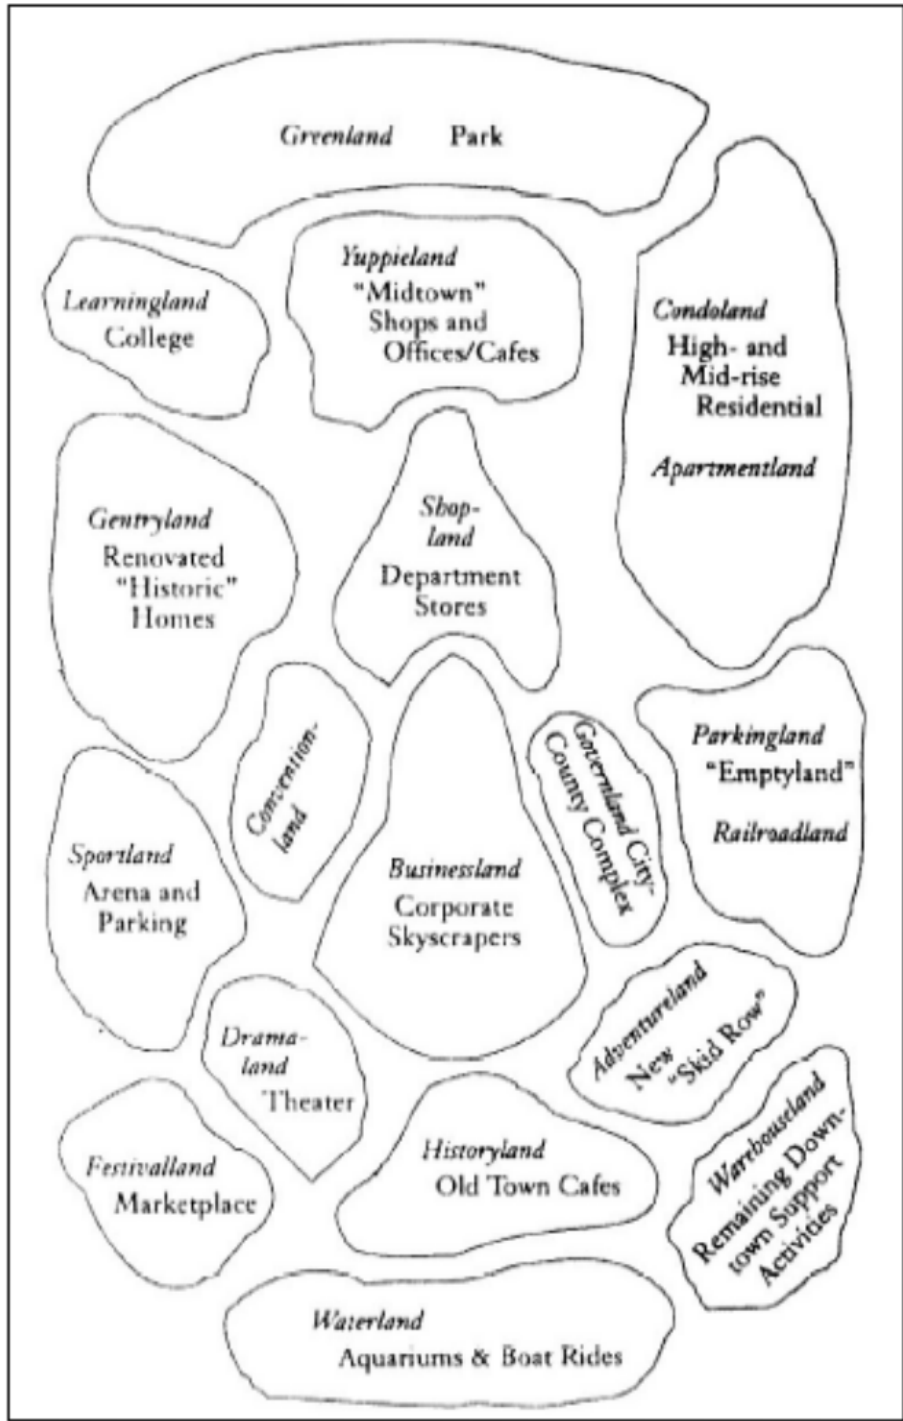 Greenland Park
Learningland
College
Yuppieland
“Midtown”
Shops and
Offices/Cafes
Condoland
High- and
Mid-rise
Residential
Apartmentland
Gentryland
Renovated
“Historic”
Homes
Shop-
land
Department
Stores
Convention-
land
Governland City-
County Complex
Parkingland
“Emptyland”
Railroadland
Sportland
Arena and
Parking
Businessland
Corporate
Skyscrapers
Drama-
land
Theater
Adventureland
New
“Skid Row”
Festivalland
Marketplace
Historyland
Old Town Cafes
Warehouseland
Remaining Down-
town Support
Activities
Waterland
Aquariums & Boat Rides